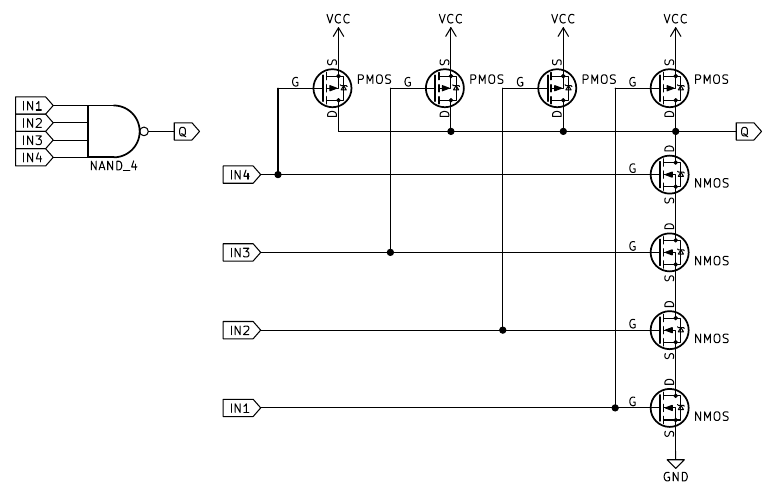 VCC VCC VCC VCC
S S S S
G PMOS G PMOS G PMOS G PMOS
D D D D
IN1
IN2
IN3
IN4
Q
NAND_4
Q
D
IN4 G NMOS
S
D
IN3 G NMOS
S
D
IN2 G NMOS
S
D
IN1 G NMOS
S
GND